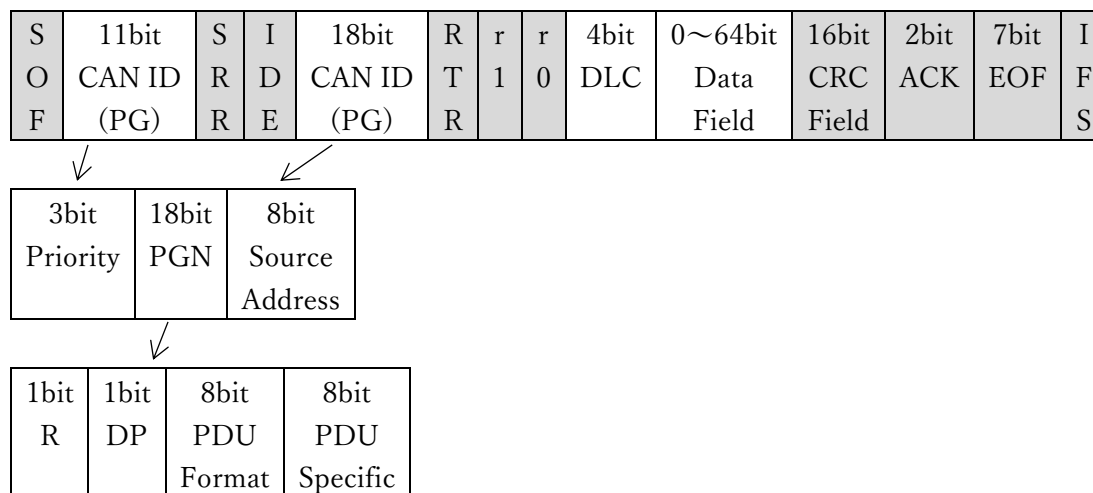 S 11bit S I 18bit R r r 4bit 0～64bit 16bit 2bit 7bit I
O CAN ID R D CAN ID T 1 0 DLC Data CRC ACK EOF F
F (PG) R E (PG) R Field Field S
3bit 18bit 8bit
Priority PGN Source
Address
1bit 1bit 8bit 8bit
R DP PDU PDU
Format Specific